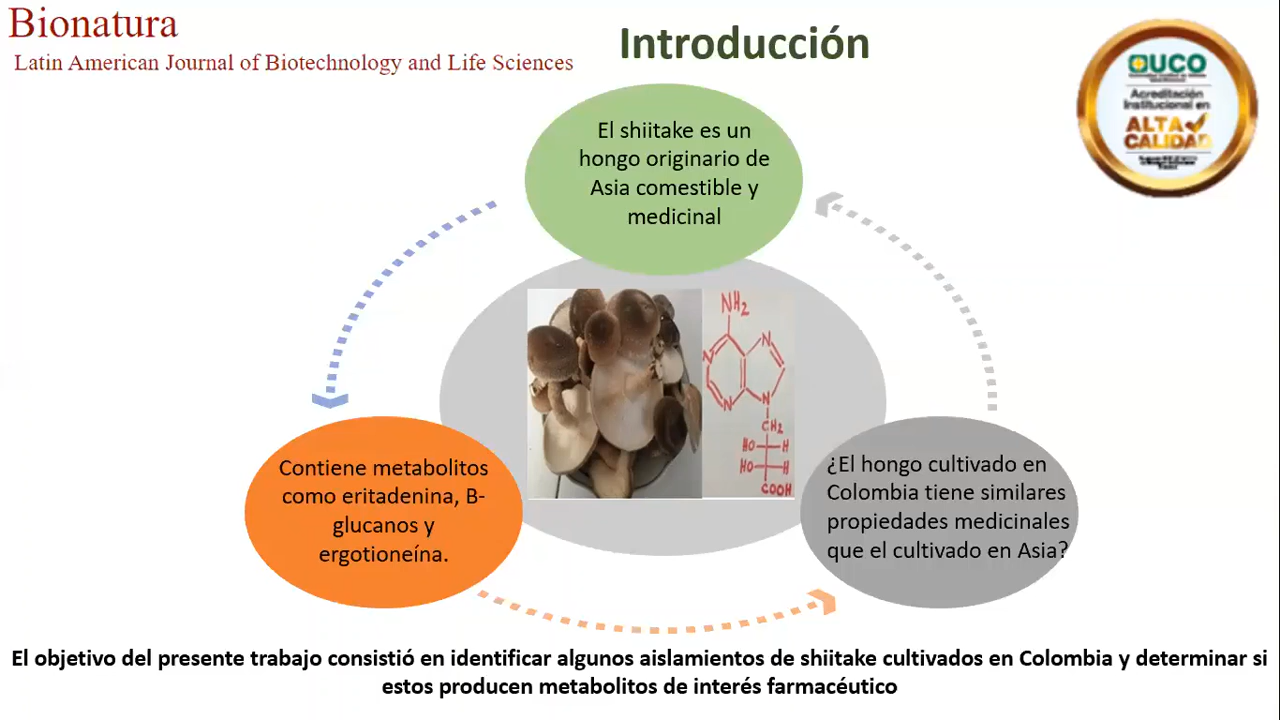 Bionatura
Latin American Journal of Biotechnology and Life Sciences
Introducción
UCO
Acreditación
Institucional en
ALTA
CALIDAD
El shiitake es un
hongo originario de
Asia comestible y
medicinal
NH2
N
N
N
N
CH2
HO H
HO H
COOH
Contiene metabolitos
como eritadenina, B-
glucanos y
ergotioneína.
¿El hongo cultivado en
Colombia tiene similares
propiedades medicinales
que el cultivado en Asia?
El objetivo del presente trabajo consistió en identificar algunos aislamientos de shiitake cultivados en Colombia y determinar si
estos producen metabolitos de interés farmacéutico